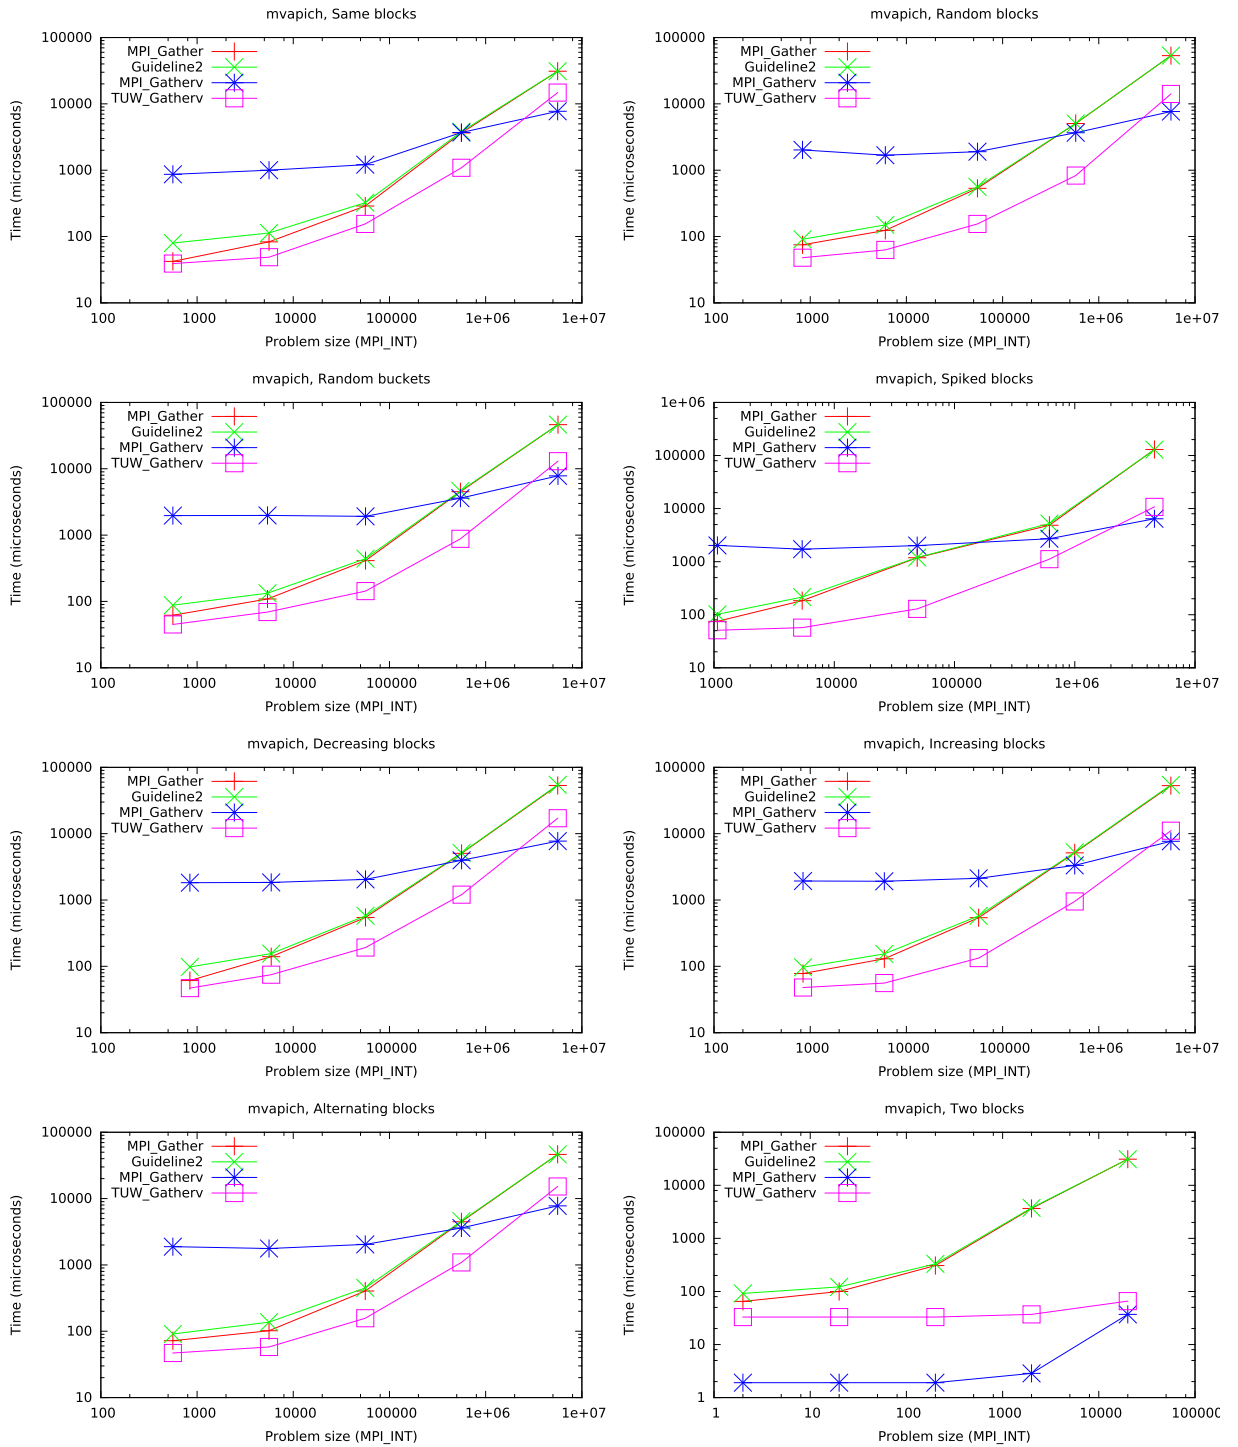 mvapich, Same blocks
100000
10000
1000
100
10
100 1000 10000 100000 1e+06 1e+07
Time (microseconds)
Problem size (MPI_INT)
MPI_Gather
Guideline2
MPI_Gatherv
TUW_Gatherv
mvapich, Random blocks
100000
10000
1000
100
10
100 1000 10000 100000 1e+06 1e+07
Time (microseconds)
Problem size (MPI_INT)
MPI_Gather
Guideline2
MPI_Gatherv
TUW_Gatherv
mvapich, Random buckets
100000
10000
1000
100
10
100 1000 10000 100000 1e+06 1e+07
Time (microseconds)
Problem size (MPI_INT)
MPI_Gather
Guideline2
MPI_Gatherv
TUW_Gatherv
mvapich, Spiked blocks
1e+06
100000
10000
1000
100
10
1000 10000 100000 1e+06 1e+07
Time (microseconds)
Problem size (MPI_INT)
MPI_Gather
Guideline2
MPI_Gatherv
TUW_Gatherv
mvapich, Decreasing blocks
100000
10000
1000
100
10
100 1000 10000 100000 1e+06 1e+07
Time (microseconds)
Problem size (MPI_INT)
MPI_Gather
Guideline2
MPI_Gatherv
TUW_Gatherv
mvapich, Increasing blocks
100000
10000
1000
100
10
100 1000 10000 100000 1e+06 1e+07
Time (microseconds)
Problem size (MPI_INT)
MPI_Gather
Guideline2
MPI_Gatherv
TUW_Gatherv
mvapich, Alternating blocks
100000
10000
1000
100
10
100 1000 10000 100000 1e+06 1e+07
Time (microseconds)
Problem size (MPI_INT)
MPI_Gather
Guideline2
MPI_Gatherv
TUW_Gatherv
mvapich, Two blocks
100000
10000
1000
100
10
1
1 10 100 1000 10000 100000
Time (microseconds)
Problem size (MPI_INT)
MPI_Gather
Guideline2
MPI_Gatherv
TUW_Gatherv